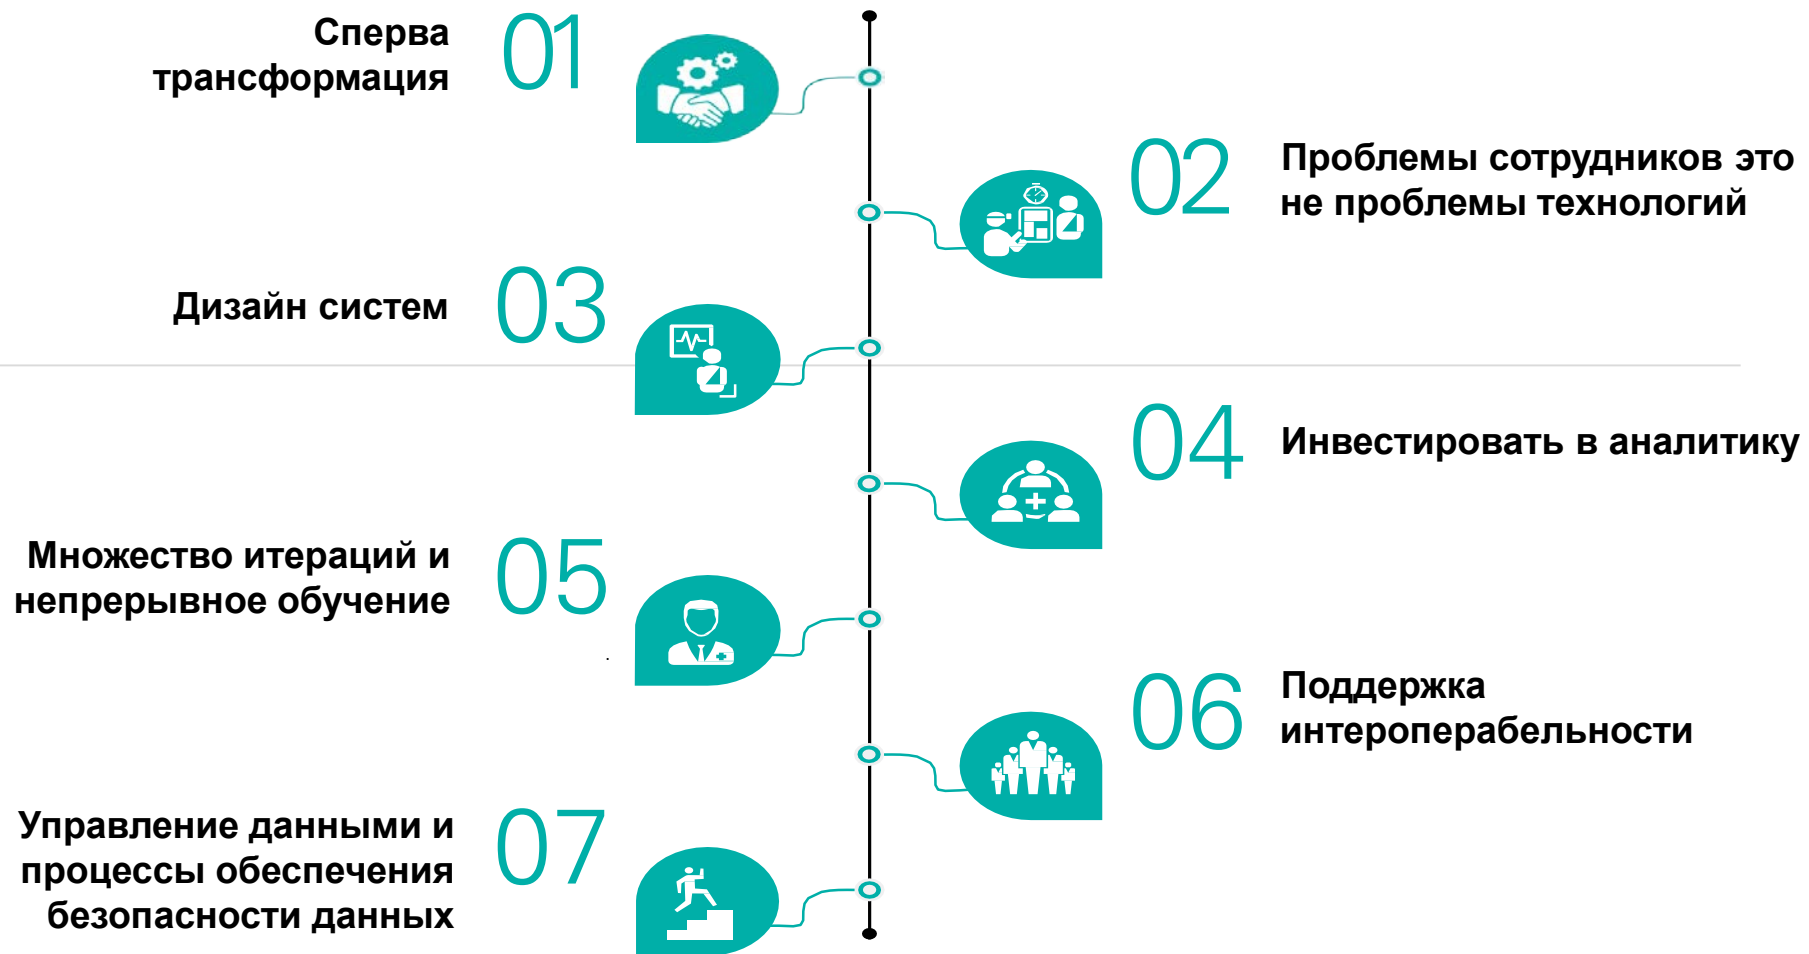 01
Сперва
трансформация
02
Проблемы сотрудников это
не проблемы технологий
03
Дизайн систем
04
Инвестировать в аналитику
05
Множество итераций и
непрерывное обучение
.
06
Поддержка
интероперабельности
07
Управление данными и
процессы обеспечения
безопасности данных